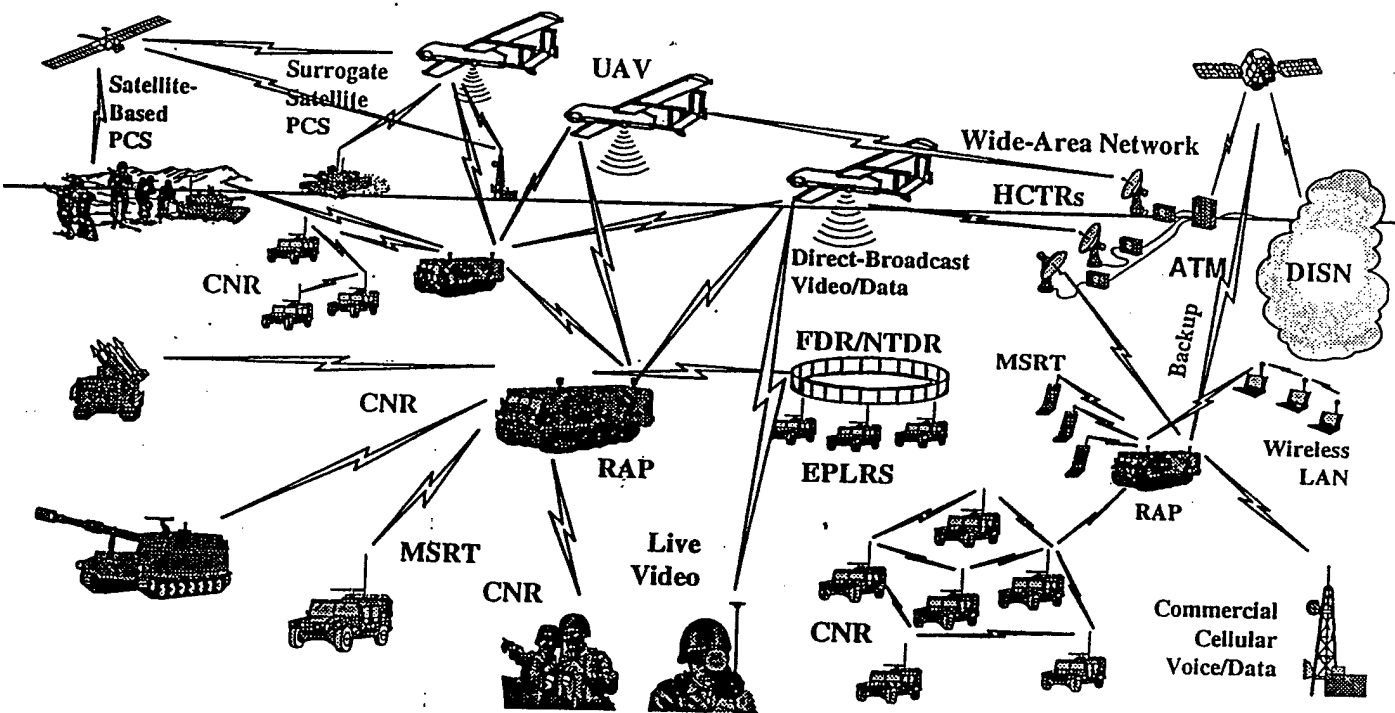 Satellite-
Based
PCS
Surrogate
Satellite
PCS
UAV
Wide-Area Network
HCTRs
Direct-Broadcast
Video/Data
ATM
DISN
CNR
Backup
FDR/NTDR
MSRT
CNR
Wireless
LAN
RAP
EPLRS
RAP
MSRT
Live
Video
CNR
CNR
Commercial
Cellular
Voice/Data